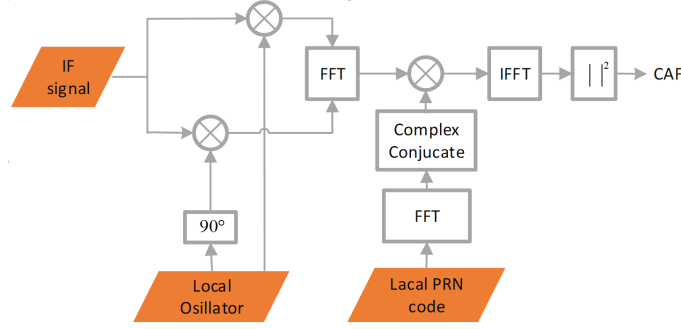 IF
signal
FFT
IFFT
| |²
CAF
Complex
Conjucate
FFT
90°
Local
Osillator
Lacal PRN
code